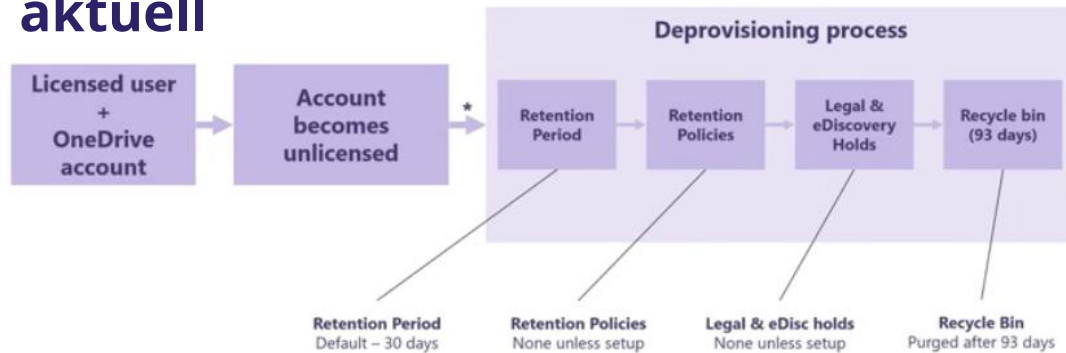 aktuell
Deprovisioning process
Licensed user
+
OneDrive
account
Account
becomes
unlicensed
*
Retention
Period
Retention
Policies
Legal &
eDiscovery
Holds
Recycle bin
(93 days)
Retention Period
Default – 30 days
Retention Policies
None unless setup
Legal & eDisc holds
None unless setup
Recycle Bin
Purged after 93 days